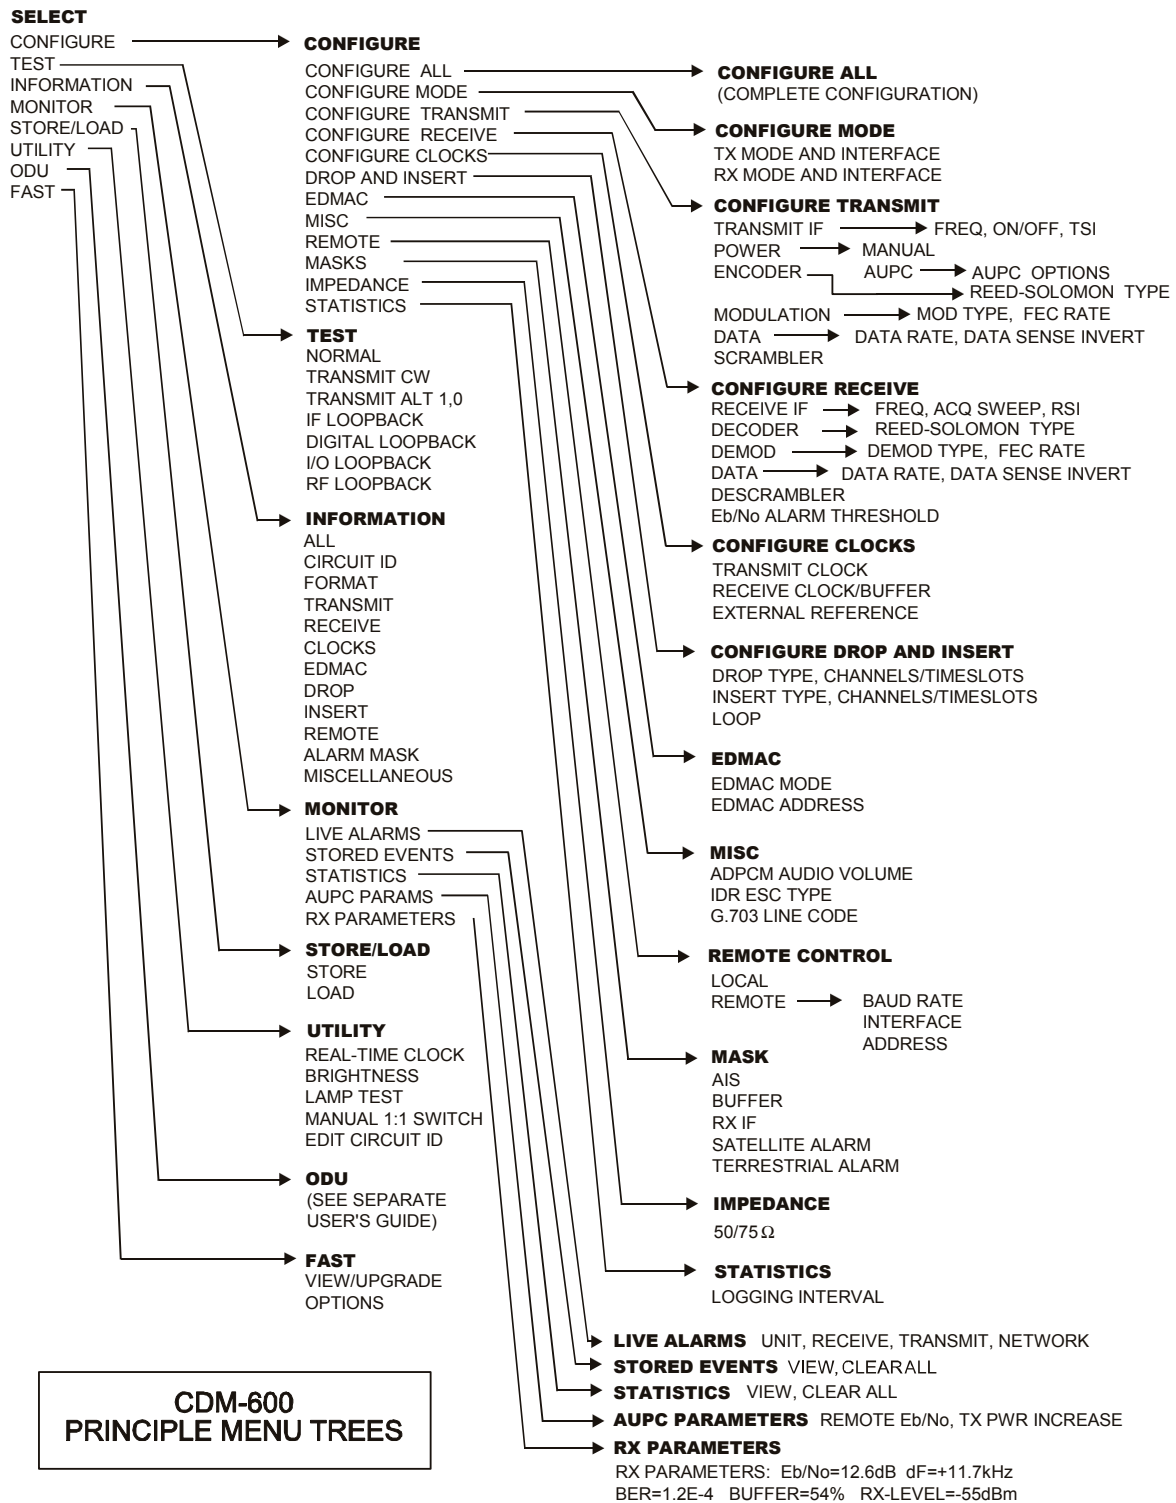 SELECT
CONFIGURE
TEST
INFORMATION
MONITOR
STORE/LOAD
UTILITY
ODU
FAST
CONFIGURE
CONFIGURE ALL
CONFIGURE MODE
CONFIGURE TRANSMIT
CONFIGURE RECEIVE
CONFIGURE CLOCKS
DROP AND INSERT
EDMAC
MISC
REMOTE
MASKS
IMPEDANCE
STATISTICS
TEST
NORMAL
TRANSMIT CW
TRANSMIT ALT 1,0
IF LOOPBACK
DIGITAL LOOPBACK
I/O LOOPBACK
RF LOOPBACK
INFORMATION
ALL
CIRCUIT ID
FORMAT
TRANSMIT
RECEIVE
CLOCKS
EDMAC
DROP
INSERT
REMOTE
ALARM MASK
MISCELLANEOUS
MONITOR
LIVE ALARMS
STORED EVENTS
STATISTICS
AUPC PARAMS
RX PARAMETERS
STORE/LOAD
STORE
LOAD
UTILITY
REAL-TIME CLOCK
BRIGHTNESS
LAMP TEST
MANUAL 1:1 SWITCH
EDIT CIRCUIT ID
ODU
(SEE SEPARATE
USER'S GUIDE)
FAST
VIEW/UPGRADE
OPTIONS
CONFIGURE ALL
(COMPLETE CONFIGURATION)
CONFIGURE MODE
TX MODE AND INTERFACE
RX MODE AND INTERFACE
CONFIGURE TRANSMIT
TRANSMIT IF FREQ, ON/OFF, TSI
POWER MANUAL
ENCODER AUPC AUPC OPTIONS
REED-SOLOMON TYPE
MODULATION MOD TYPE, FEC RATE
DATA DATA RATE, DATA SENSE INVERT
SCRAMBLER
CONFIGURE RECEIVE
RECEIVE IF FREQ, ACQ SWEEP, RSI
DECODER REED-SOLOMON TYPE
DEMOD DEMOD TYPE, FEC RATE
DATA DATA RATE, DATA SENSE INVERT
DESCRAMBLER
Eb/No ALARM THRESHOLD
CONFIGURE CLOCKS
TRANSMIT CLOCK
RECEIVE CLOCK/BUFFER
EXTERNAL REFERENCE
CONFIGURE DROP AND INSERT
DROP TYPE, CHANNELS/TIMESLOTS
INSERT TYPE, CHANNELS/TIMESLOTS
LOOP
EDMAC
EDMAC MODE
EDMAC ADDRESS
MISC
ADPCM AUDIO VOLUME
IDR ESC TYPE
G.703 LINE CODE
REMOTE CONTROL
LOCAL
REMOTE BAUD RATE
INTERFACE
ADDRESS
MASK
AIS
BUFFER
RX IF
SATELLITE ALARM
TERRESTRIAL ALARM
IMPEDANCE
50/75 Ω
STATISTICS
LOGGING INTERVAL
LIVE ALARMS UNIT, RECEIVE, TRANSMIT, NETWORK
STORED EVENTS VIEW, CLEAR ALL
STATISTICS VIEW, CLEAR ALL
AUPC PARAMETERS REMOTE Eb/No, TX PWR INCREASE
RX PARAMETERS
RX PARAMETERS: Eb/No=12.6dB dF=+11.7kHz
BER=1.2E-4 BUFFER=54% RX-LEVEL=-55dBm
CDM-600
PRINCIPLE MENU TREES